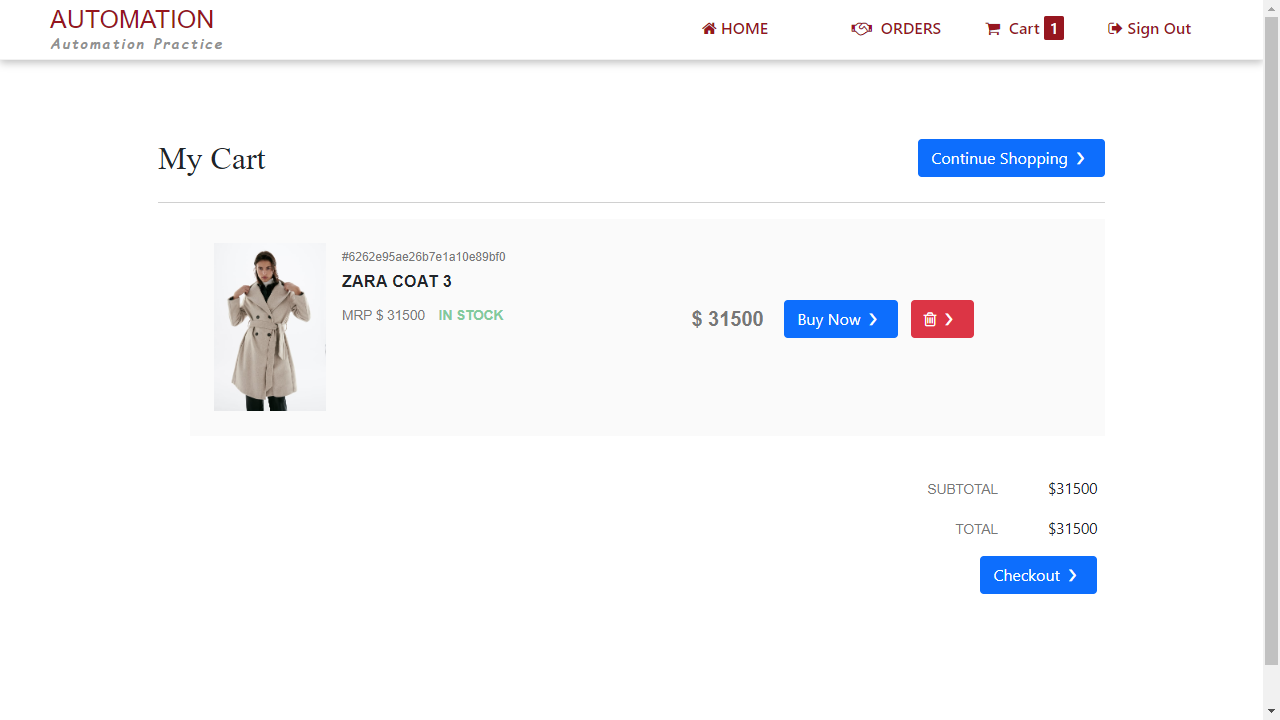 AUTOMATION
Automation Practice
HOME
ORDERS
Cart 1
Sign Out
My Cart
Continue Shopping
#6262e95ae26b7e1a10e89bf0
ZARA COAT 3
MRP $ 31500 IN STOCK
$ 31500
Buy Now
SUBTOTAL $31500
TOTAL $31500
Checkout